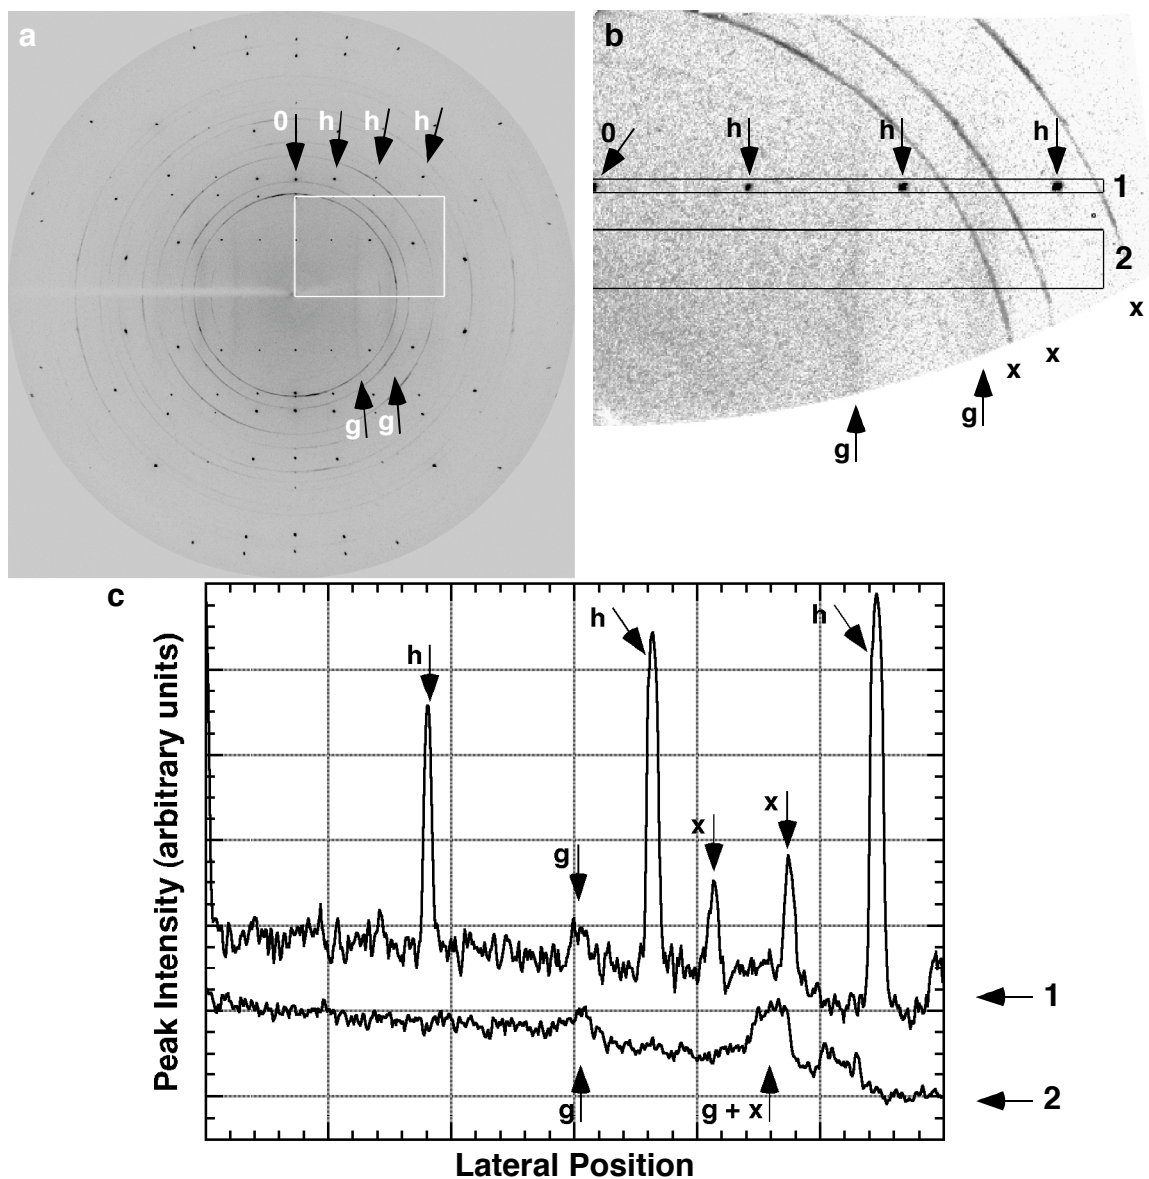 a
0 h h h
g g
b
0 h h h
1
2
x
x
x
g
g
c
h h h
x x
g
g g + x
1
2
Peak Intensity (arbitrary units)
Lateral Position